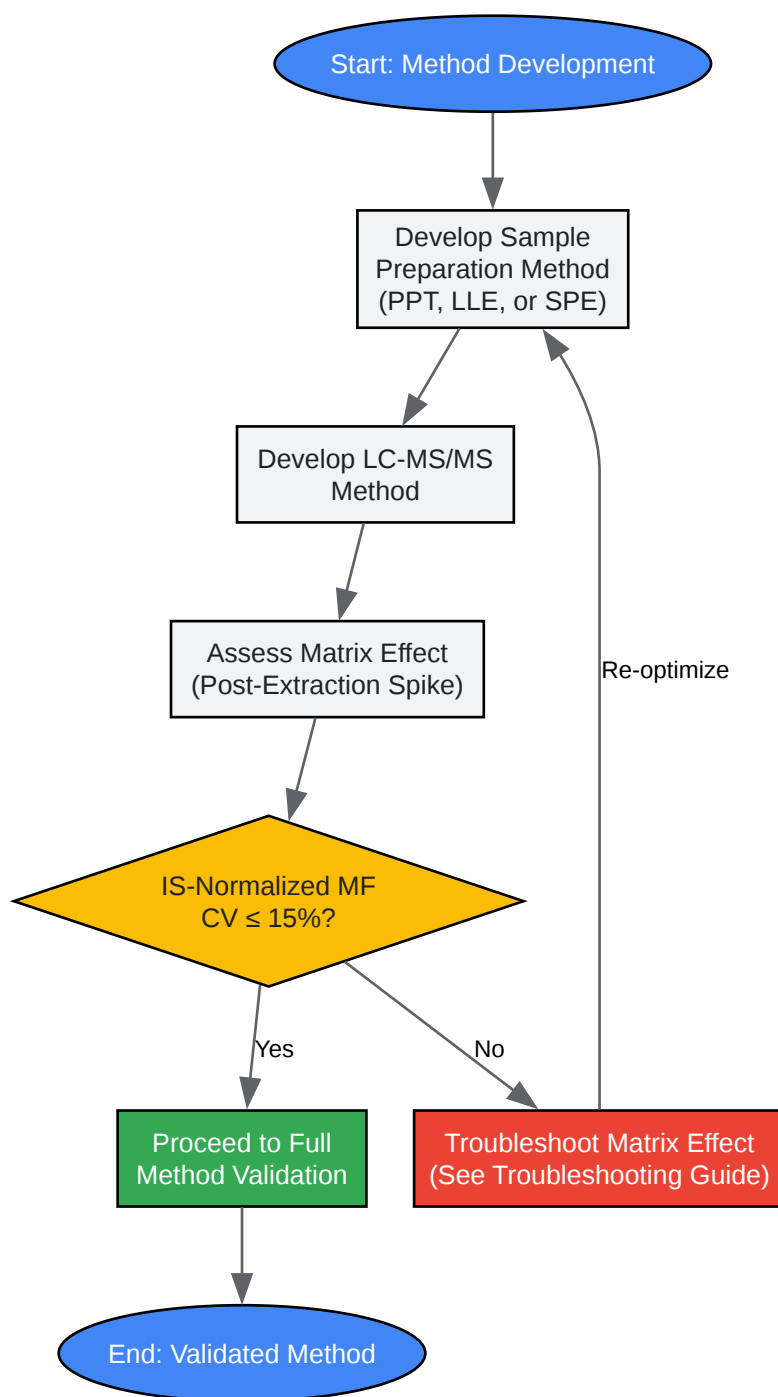 Start: Method Development
Develop Sample
Preparation Method
(PPT, LLE, or SPE)
Develop LC-MS/MS
Method
Assess Matrix Effect
(Post-Extraction Spike)
Re-optimize
IS-Normalized MF
CV ≤ 15%?
Yes
No
Proceed to Full
Method Validation
Troubleshoot Matrix Effect
(See Troubleshooting Guide)
End: Validated Method